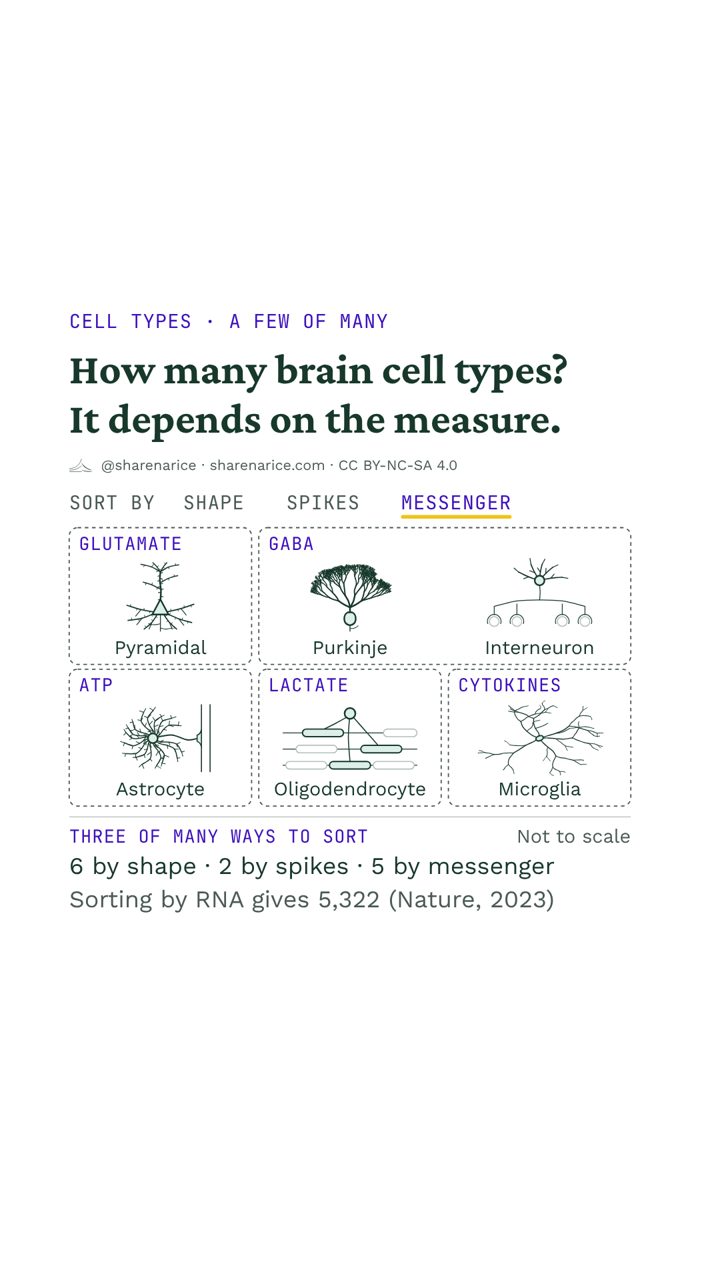 CELL TYPES · A FEW OF MANY
How many brain cell types?
It depends on the measure.
@sharenarice · sharenarice.com · CC BY-NC-SA 4.0
SORT BY SHAPE SPIKES MESSENGER
GLUTAMATE GABA
Pyramidal Purkinje Interneuron
ATP LACTATE CYTOKINES
Astrocyte Oligodendrocyte Microglia
THREE OF MANY WAYS TO SORT Not to scale
6 by shape · 2 by spikes · 5 by messenger
Sorting by RNA gives 5,322 (Nature, 2023)